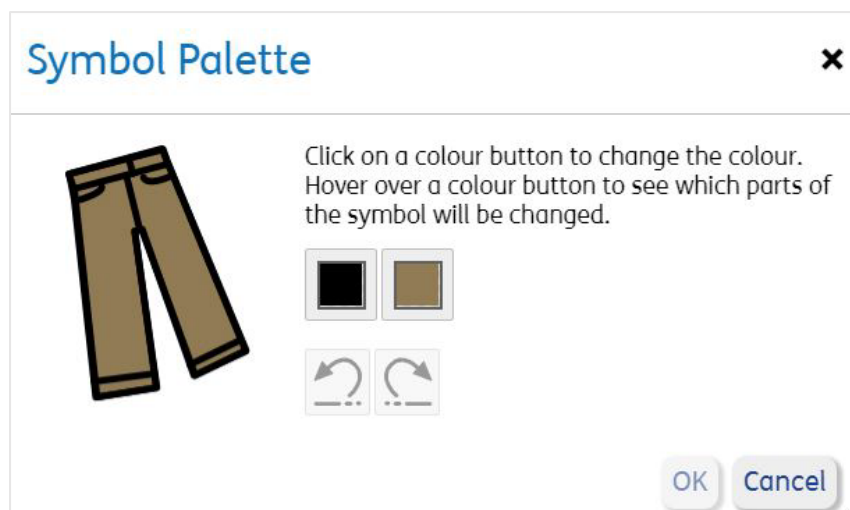 Symbol Palette
Click on a colour button to change the colour.
Hover over a colour button to see which parts of
the symbol will be changed.
OK Cancel